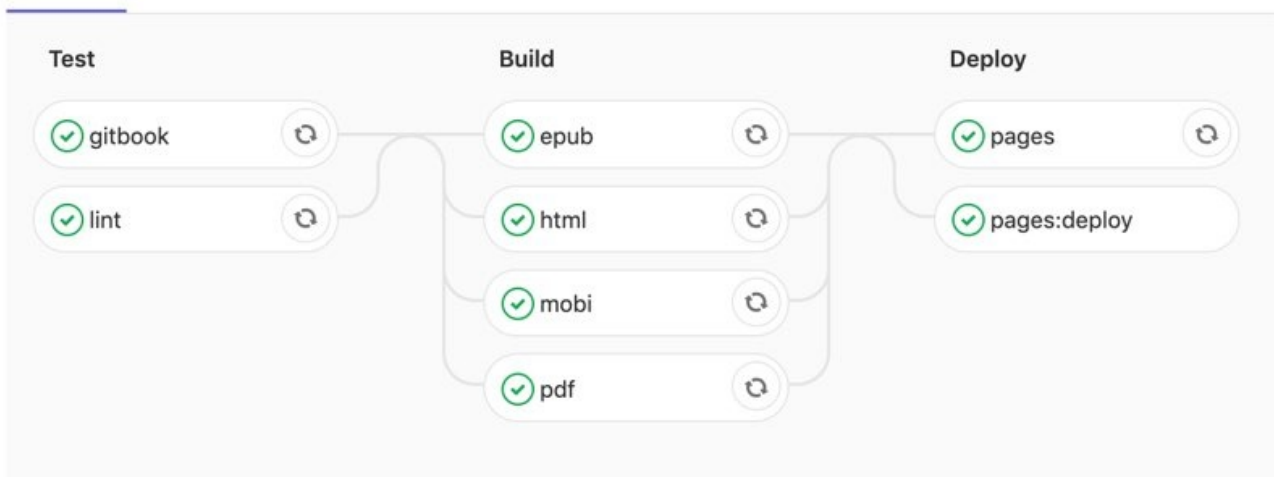 Test
gitbook
lint
Build
epub
html
mobi
pdf
Deploy
pages
pages:deploy